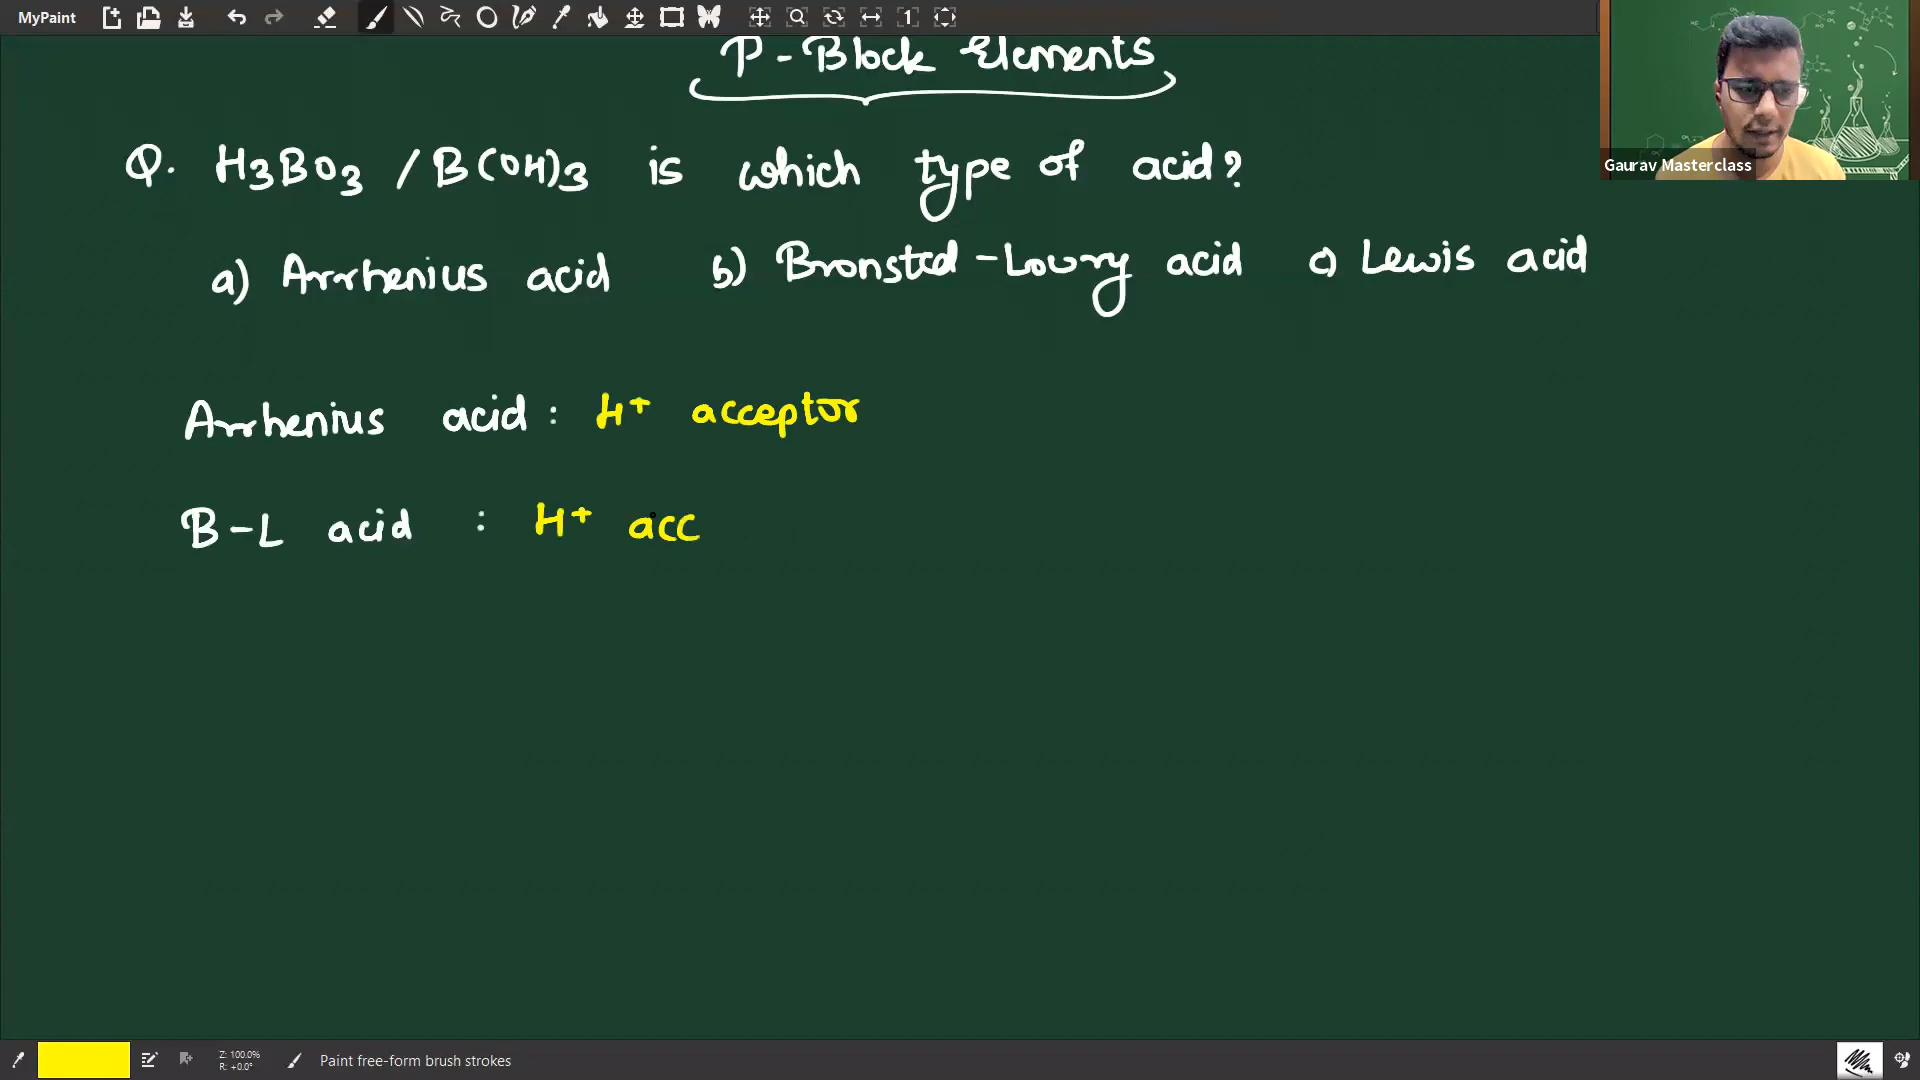 MyPaint
P-Block Elements
Q. H3BO3 / B(OH)3 is which type of acid?
a) Arrhenius acid b) Bronsted-Lowry acid c) Lewis acid
Gaurav Masterclass
Arrhenius acid : H+ acceptor
B-L acid : H+ acc
Z: 100.0%
R: +0.0°
Paint free-form brush strokes